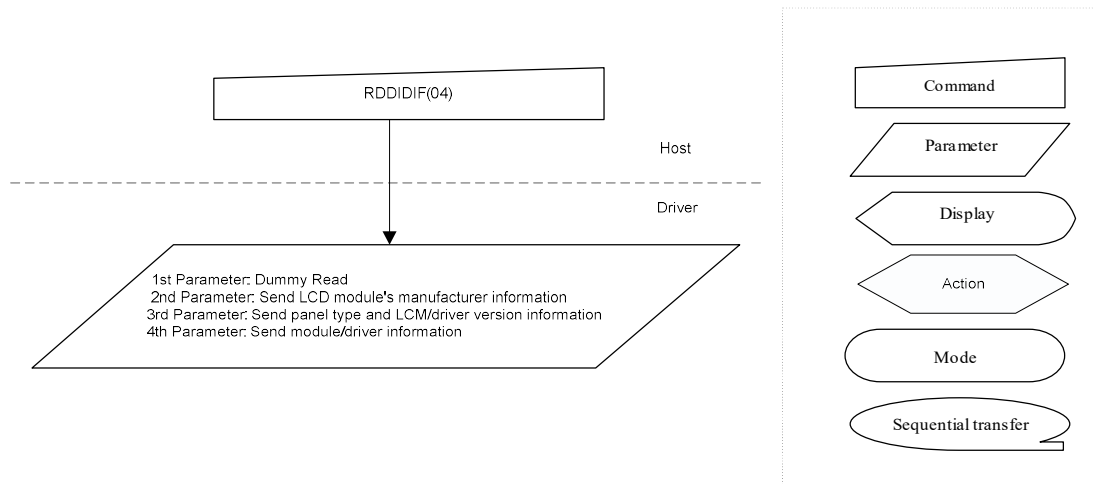 RDDIDIF(04)
Host
Driver
1st Parameter: Dummy Read
2nd Parameter: Send LCD module's manufacturer information
3rd Parameter: Send panel type and LCM/driver version information
4th Parameter: Send module/driver information
Command
Parameter
Display
Action
Mode
Sequential transfer